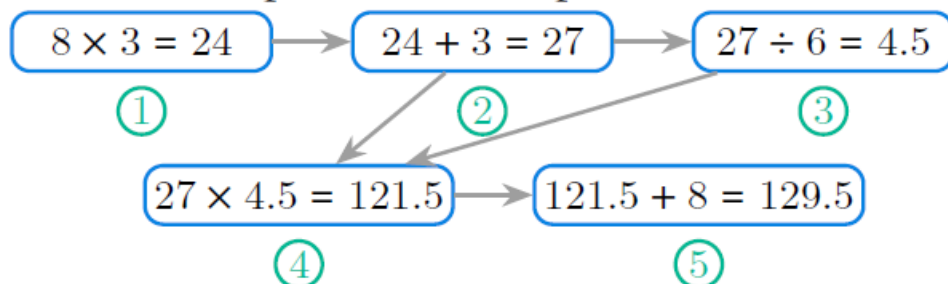 8 × 3 = 24
24 + 3 = 27
27 ÷ 6 = 4.5
1
2
3
27 × 4.5 = 121.5
121.5 + 8 = 129.5
4
5